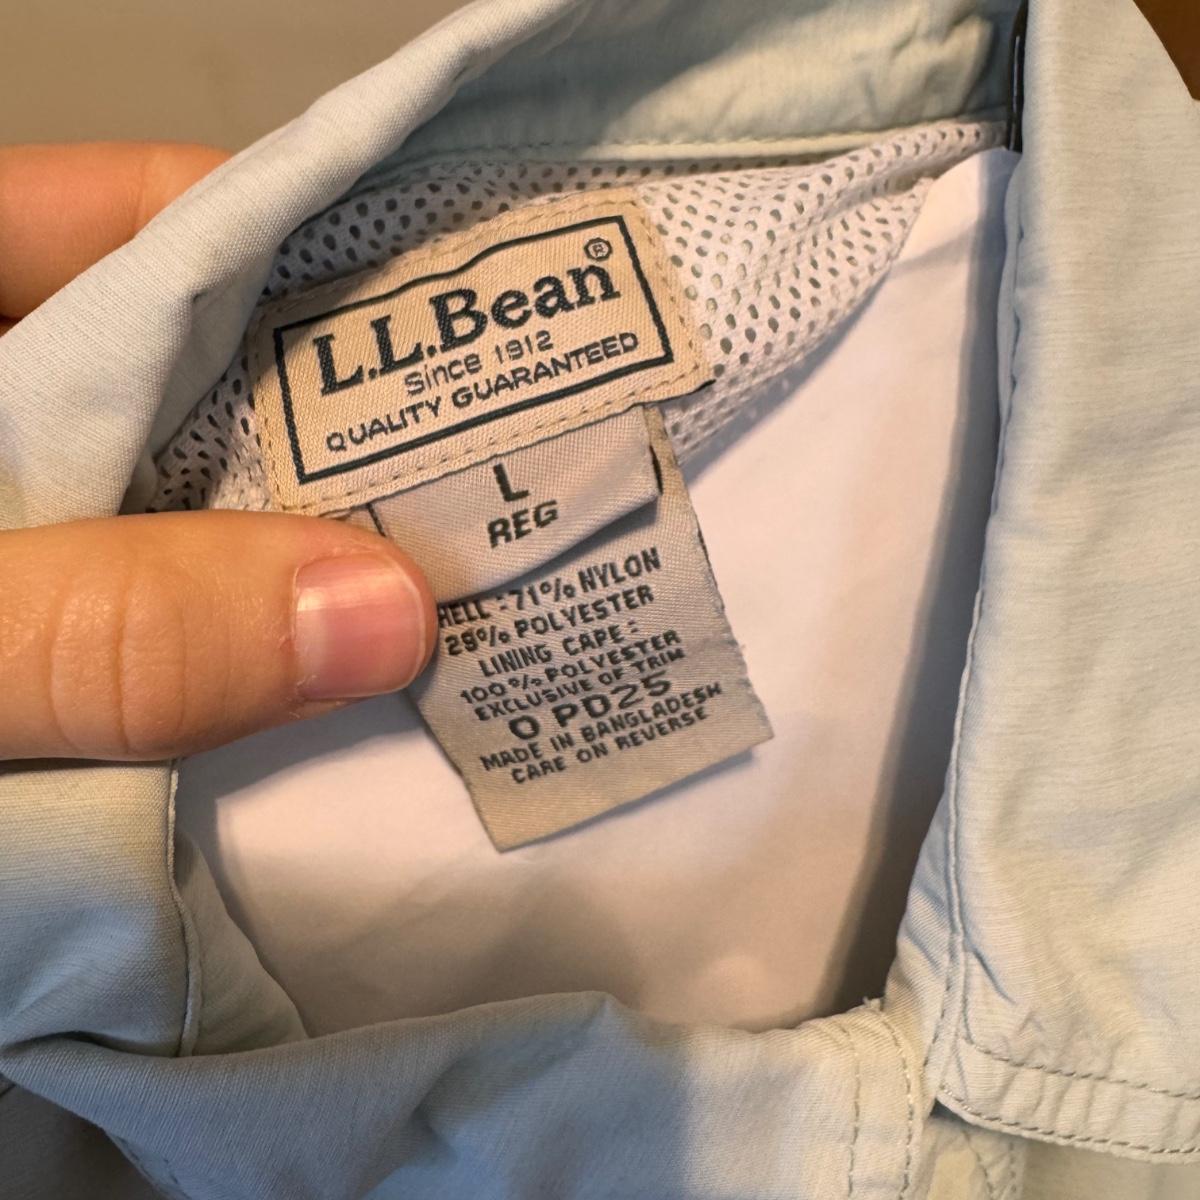 L.L.Bean®
Since 1912
QUALITY GUARANTEED
L
REG
HELL : 71% NYLON
29% POLYESTER
LINING CAPE :
100% POLYESTER
EXCLUSIVE OF TRIM
0 PD25
MADE IN BANGLADESH
CARE ON REVERSE